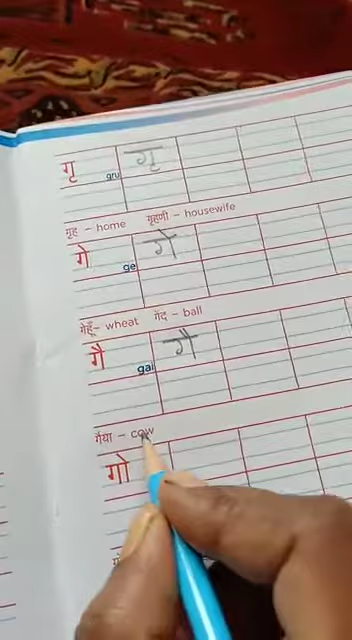 गृ gru गृ
गृह - home गृहणी - housewife
गे ge गे
गेहूँ - wheat गेंद - ball
गै gai गै
गैया - cow
गो